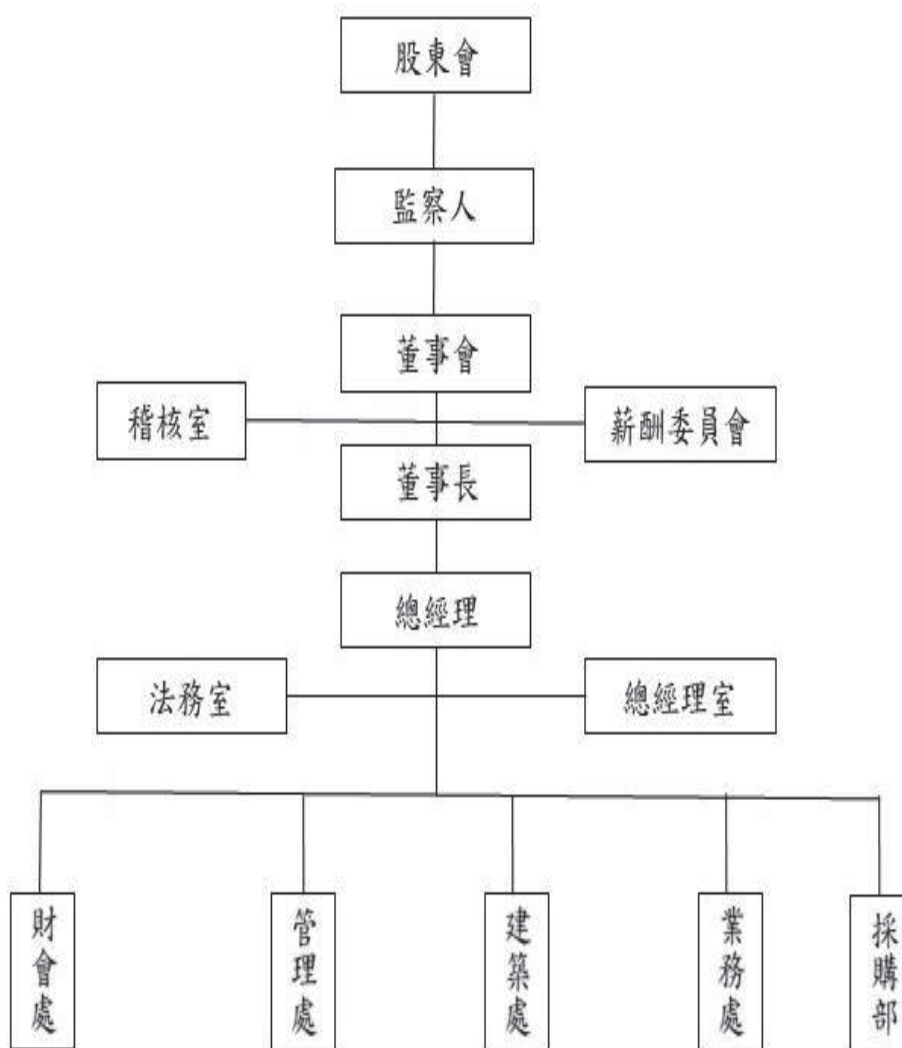 股東會
監察人
董事會
稽核室
薪酬委員會
董事長
總經理
法務室
總經理室
財會處
管理處
建築處
業務處
採購部